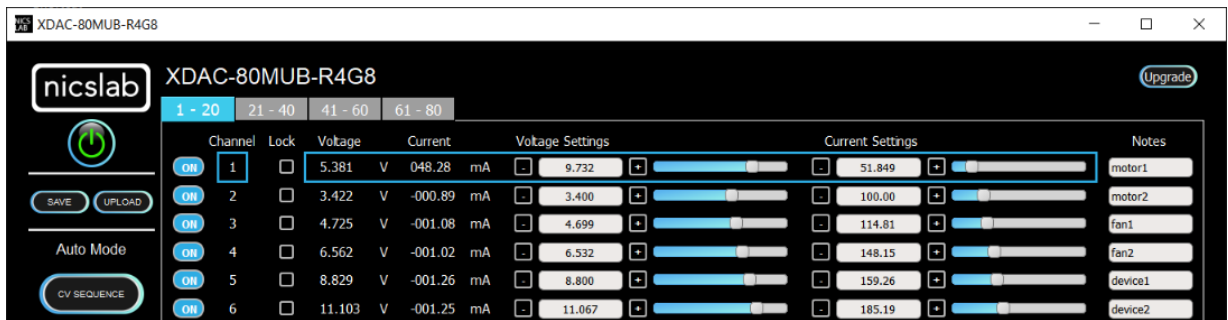 NICS LAB XDAC-80MUB-R4G8
nicslab XDAC-80MUB-R4G8 Upgrade
1 - 20 21 - 40 41 - 60 61 - 80
Channel Lock Voltage Current Voltage Settings Current Settings Notes
ON 1 5.381 V 048.28 mA - 9.732 + - 51.849 + motor1
SAVE UPLOAD ON 2 3.422 V -000.89 mA - 3.400 + - 100.00 + motor2
ON 3 4.725 V -001.08 mA - 4.699 + - 114.81 + fan1
Auto Mode ON 4 6.562 V -001.02 mA - 6.532 + - 148.15 + fan2
CV SEQUENCE ON 5 8.829 V -001.26 mA - 8.800 + - 159.26 + device1
ON 6 11.103 V -001.25 mA - 11.067 + - 185.19 + device2